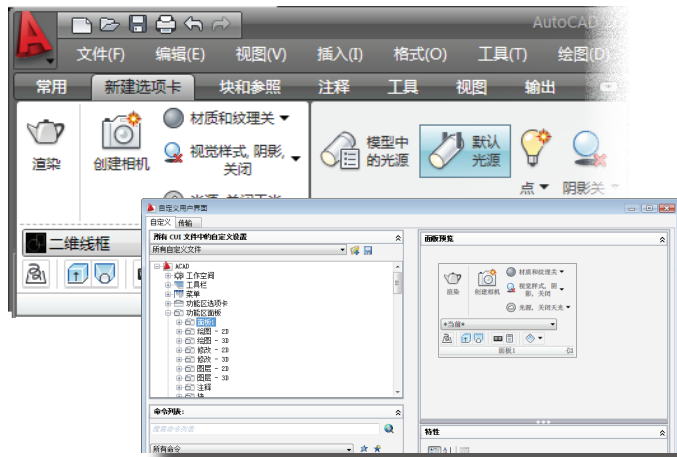 AutoCAD
文件(F) 编辑(E) 视图(V) 插入(I) 格式(O) 工具(T) 绘图(D)
常用 新建选项卡 块和参照 注释 工具 视图 输出
材质和纹理关
模型中的光源
默认光源
渲染
创建相机
视觉样式, 阴影, 关闭
点
阴影关
二维线框
自定义用户界面
自定义 传输
所有 CUI 文件中的自定义设置
所有自定义文件
ACAD
工作空间
工具栏
菜单
功能区选项卡
功能区面板
面板1
绘图 - 2D
绘图 - 3D
修改 - 2D
修改 - 3D
图层 - 2D
图层 - 3D
注释
块
命令列表:
搜索命令列表
所有命令
面板预览
渲染
创建相机
材质和纹理关
视觉样式, 阴影, 关闭
光源, 关闭天光
*当前*
面板1
特性